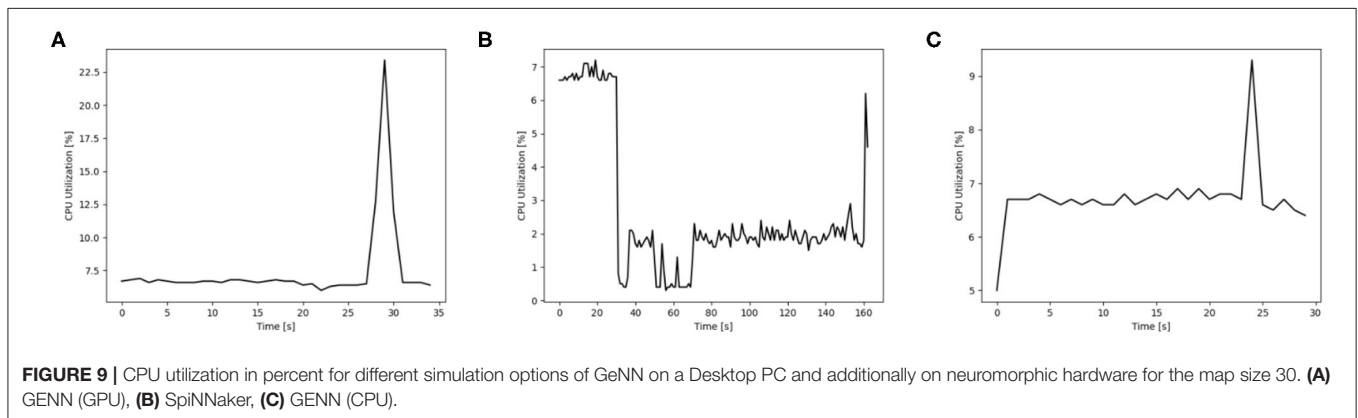 A
CPU Utilization [%]
22.5
20.0
17.5
15.0
12.5
10.0
7.5
0 5 10 15 20 25 30 35
Time [s]
B
CPU Utilization [%]
7
6
5
4
3
2
1
0
0 20 40 60 80 100 120 140 160
Time [s]
C
CPU Utilization [%]
9
8
7
6
5
0 5 10 15 20 25 30
Time [s]
FIGURE 9 | CPU utilization in percent for different simulation options of GeNN on a Desktop PC and additionally on neuromorphic hardware for the map size 30. (A)
GENN (GPU), (B) SpiNNaker, (C) GENN (CPU).